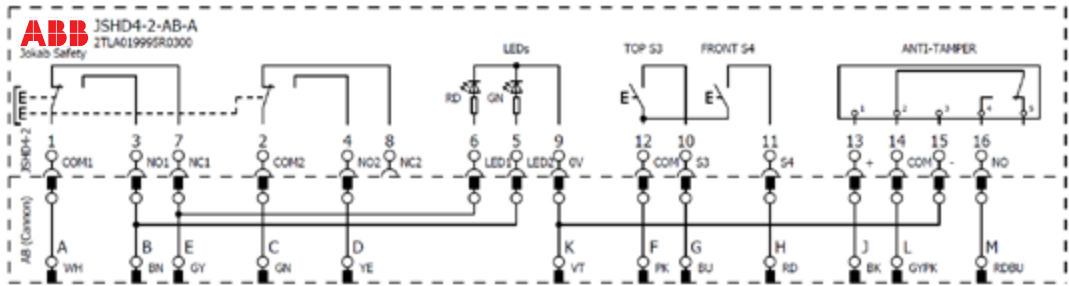 ABB JSHD4-2-AB-A
2TLA019995R0300
Jokab Safety
LEDs TOP S3 FRONT S4 ANTI-TAMPER
RD GN E E
E
E
1 2 3 4 5
JSHD4-2
1 3 7 2 4 8 6 5 9 12 10 11 13 14 15 16
COM1 NO1 NC1 COM2 NO2 NC2 LED1 LED2 0V COM S3 S4 + COM - NO
AB (Cannon)
A B E C D K F G H J L M
WH BN GY GN YE VT PK BU RD BK GYPK RDBU